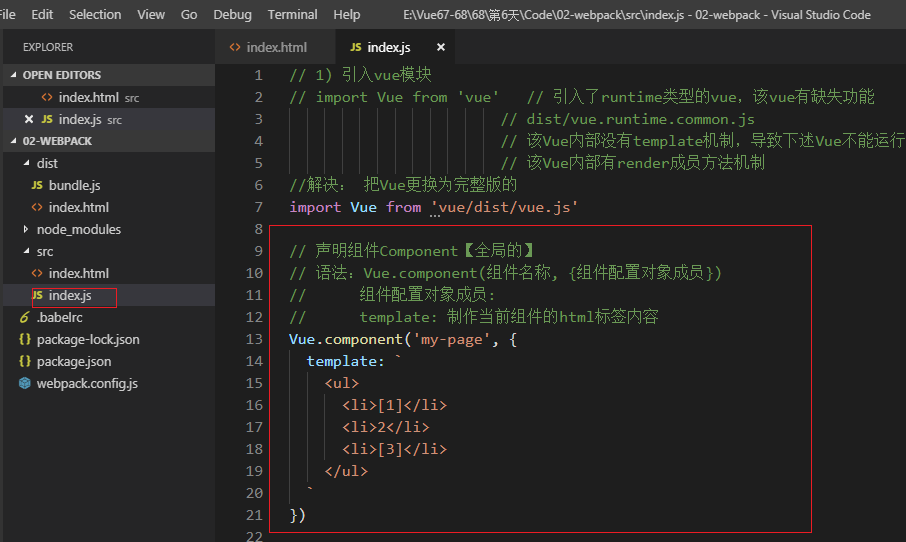 File Edit Selection View Go Debug Terminal Help E:\Vue67-68\68\第6天\Code\02-webpack\src\index.js - 02-webpack - Visual Studio Code
EXPLORER
OPEN EDITORS
<> index.html src
× JS index.js src
02-WEBPACK
dist
JS bundle.js
<> index.html
node_modules
src
<> index.html
JS index.js
.babelrc
{} package-lock.json
{} package.json
webpack.config.js
<> index.html JS index.js ×
1 // 1) 引入vue模块
2 // import Vue from 'vue' // 引入了runtime类型的vue，该vue有缺失功能
3 // dist/vue.runtime.common.js
4 // 该Vue内部没有template机制，导致下述Vue不能运行
5 // 该Vue内部有render成员方法机制
6 //解决： 把Vue更换为完整版的
7 import Vue from 'vue/dist/vue.js'
8
9 // 声明组件Component【全局的】
10 // 语法：Vue.component(组件名称, {组件配置对象成员})
11 // 组件配置对象成员:
12 // template: 制作当前组件的html标签内容
13 Vue.component('my-page', {
14 template: `
15 <ul>
16 <li>[1]</li>
17 <li>2</li>
18 <li>[3]</li>
19 </ul>
20 `
21 })
22